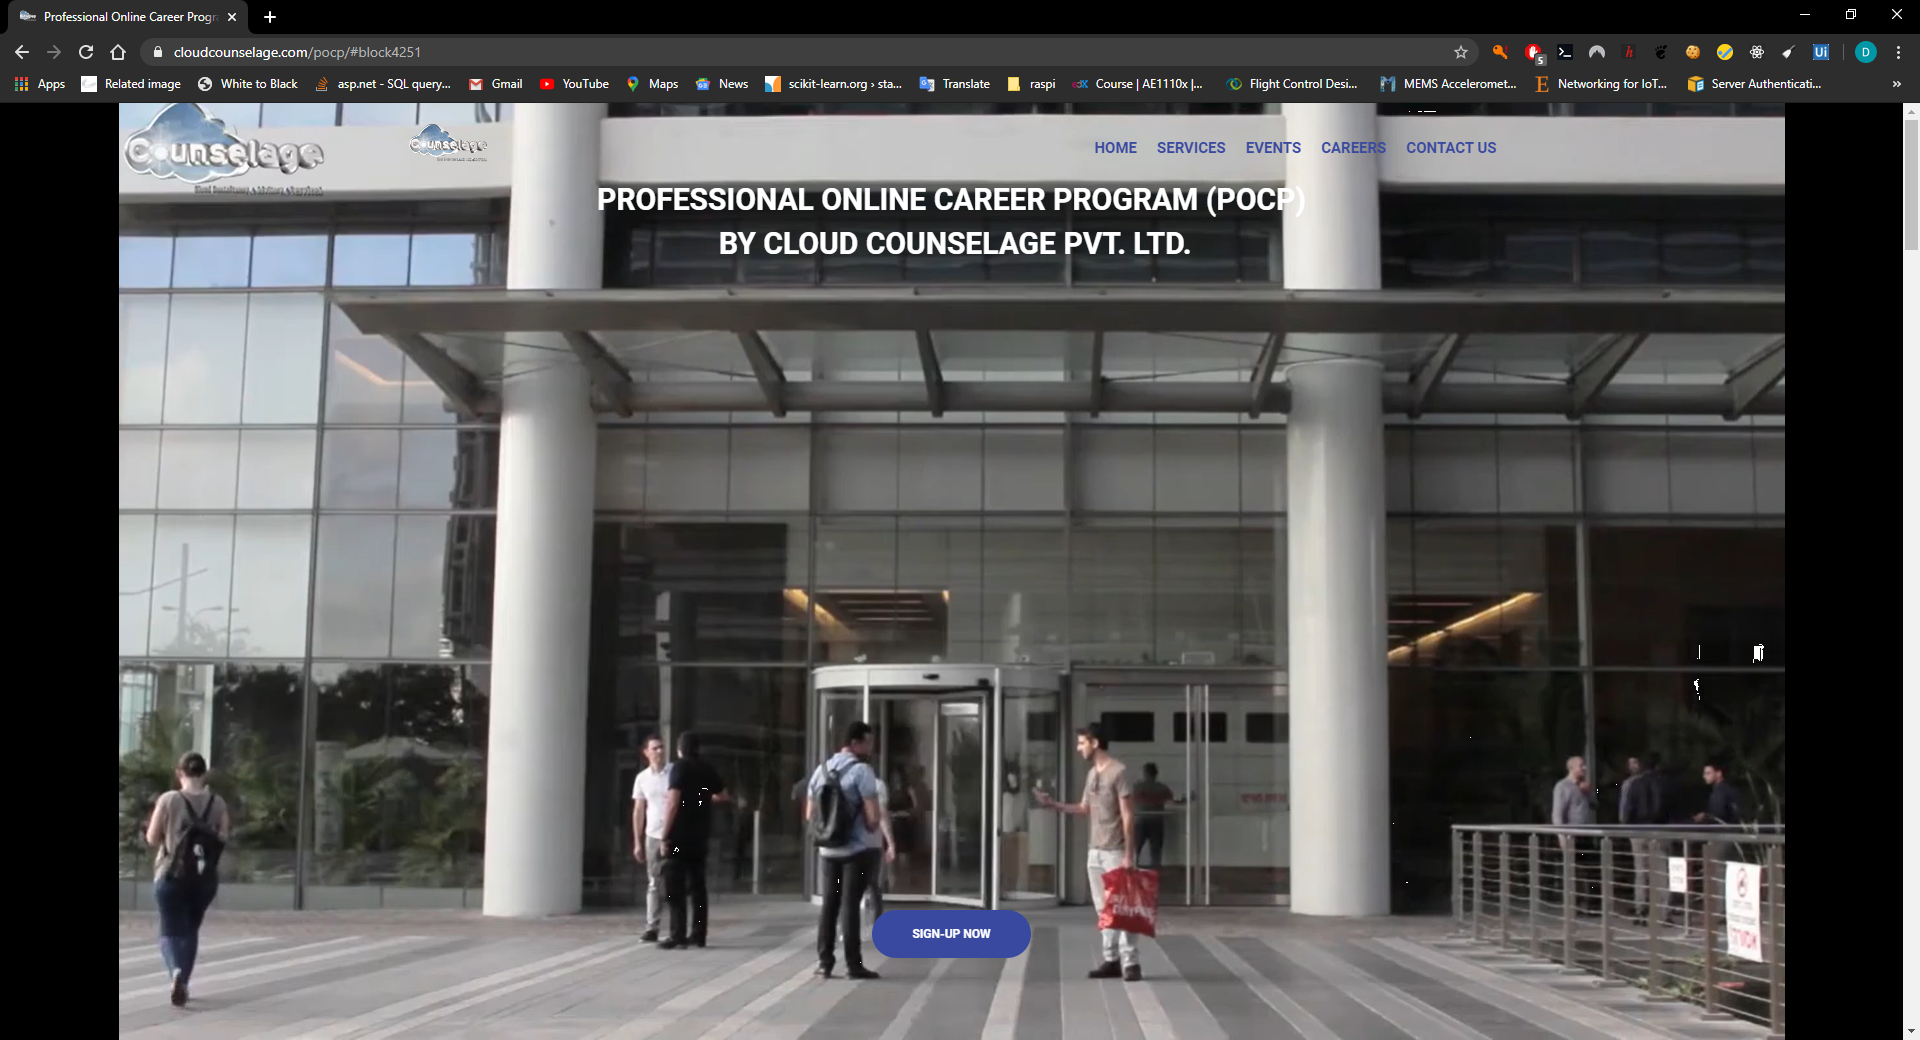 Professional Online Career Progr
cloudcounselage.com/pocp/#block4251
5
Ui
D
Apps
Related image
White to Black
asp.net - SQL query...
Gmail
YouTube
Maps
News
scikit-learn.org › sta...
Translate
raspi
Course | AE1110x |...
Flight Control Desi...
MEMS Acceleromet...
Networking for IoT...
Server Authenticati...
»
Counselage
Counselage
HOME
SERVICES
EVENTS
CAREERS
CONTACT US
PROFESSIONAL ONLINE CAREER PROGRAM (POCP)
BY CLOUD COUNSELAGE PVT. LTD.
SIGN-UP NOW